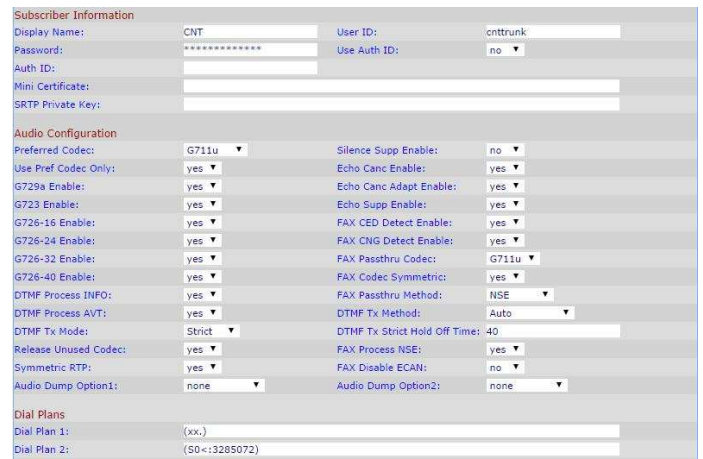 Subscriber Information
Display Name: CNT User ID: cnttrunk
Password: ************* Use Auth ID: no
Auth ID:
Mini Certificate:
SRTP Private Key:
Audio Configuration
Preferred Codec: G711u Silence Supp Enable: no
Use Pref Codec Only: yes Echo Canc Enable: yes
G729a Enable: yes Echo Canc Adapt Enable: yes
G723 Enable: yes Echo Supp Enable: yes
G726-16 Enable: yes FAX CED Detect Enable: yes
G726-24 Enable: yes FAX CNG Detect Enable: yes
G726-32 Enable: yes FAX Passthru Codec: G711u
G726-40 Enable: yes FAX Codec Symmetric: yes
DTMF Process INFO: yes FAX Passthru Method: NSE
DTMF Process AVT: yes DTMF Tx Method: Auto
DTMF Tx Mode: Strict DTMF Tx Strict Hold Off Time: 40
Release Unused Codec: yes FAX Process NSE: yes
Symmetric RTP: yes FAX Disable ECAN: no
Audio Dump Option1: none Audio Dump Option2: none
Dial Plans
Dial Plan 1: (xx.)
Dial Plan 2: (S0<:3285072)